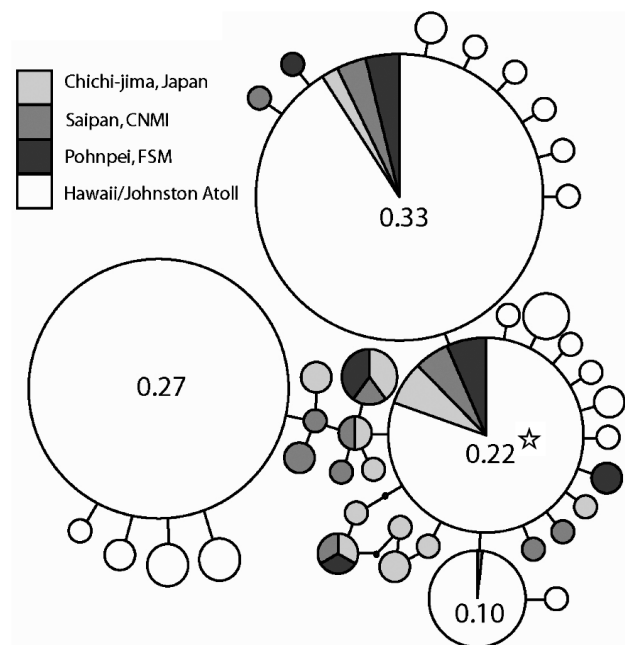 Chichi-jima, Japan
Saipan, CNMI
Pohnpei, FSM
Hawaii/Johnston Atoll
0.33
0.27
0.22
0.10